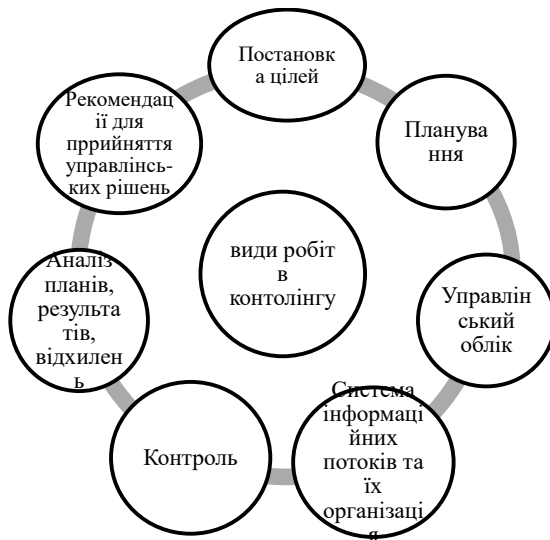 Постановк
а цілей
Планува
ння
Управлін
ський
облік
Система
інформаці
йних
потоків та
їх
організаці
я
Контроль
Аналіз
планів,
результа
тів,
відхилен
ь
Рекомендац
ії для
пррийняття
управлінсь-
ких рішень
види робіт
в
контолінгу